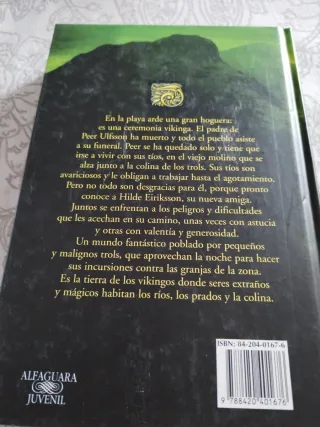 En la playa arde una gran hoguera:
es una ceremonia vikinga. El padre de
Peer Ulfsson ha muerto y todo el pueblo asiste
a su funeral. Peer se ha quedado solo y tiene que
irse a vivir con sus tíos, en el viejo molino que se
alza junto a la colina de los trols. Sus tíos son
avariciosos y le obligan a trabajar hasta el agotamiento.
Pero no todo son desgracias para él, porque pronto
conoce a Hilde Eiriksson, su nueva amiga.
Juntos se enfrentan a los peligros y dificultades
que les acechan en su camino, unas veces con astucia
y otras con valentía y generosidad.
Un mundo fantástico poblado por pequeños
y malignos trols, que aprovechan la noche para hacer
sus incursiones contra las granjas de la zona.
Es la tierra de los vikingos donde seres extraños
y mágicos habitan los ríos, los prados y la colina.
ISBN: 84-204-0167-6
9 788420 401676
ALFAGUARA
JUVENIL